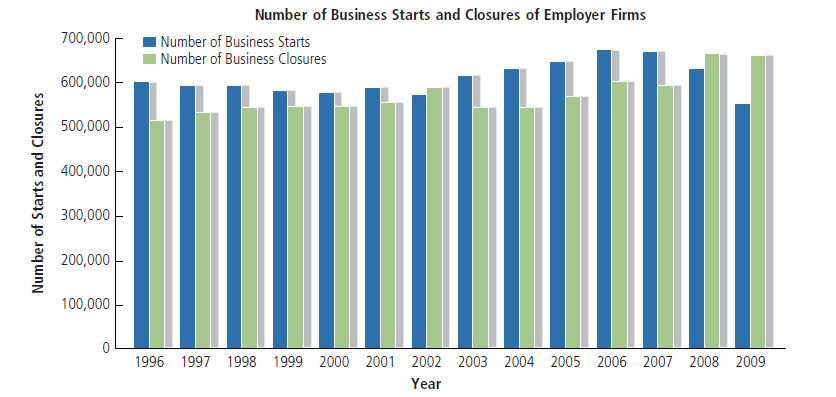 Number of Business Starts and Closures of Employer Firms
700,000
600,000
500,000
400,000
300,000
200,000
100,000
0
Number of Starts and Closures
Number of Business Starts
Number of Business Closures
1996 1997 1998 1999 2000 2001 2002 2003 2004 2005 2006 2007 2008 2009
Year